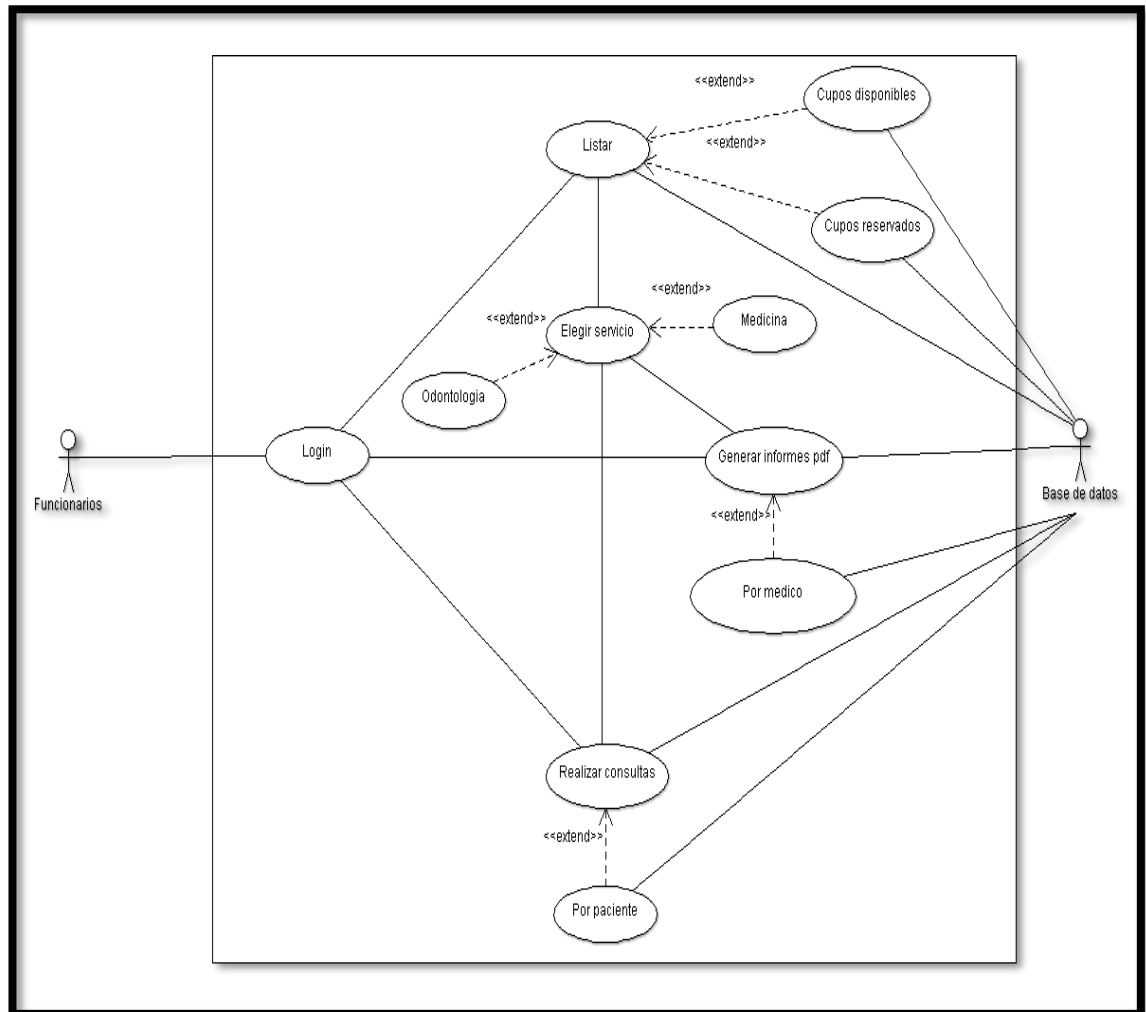 <<extend>>
Cupos disponibles
Listar
<<extend>>
Cupos reservados
<<extend>>
<<extend>>
Elegir servicio
Medicina
Odontologia
Login
Generar informes pdf
Funcionarios
Base de datos
<<extend>>
Por medico
Realizar consultas
<<extend>>
Por paciente